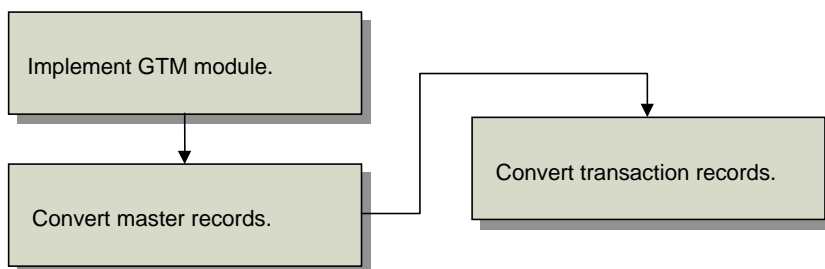 Implement GTM module.
Convert master records.
Convert transaction records.